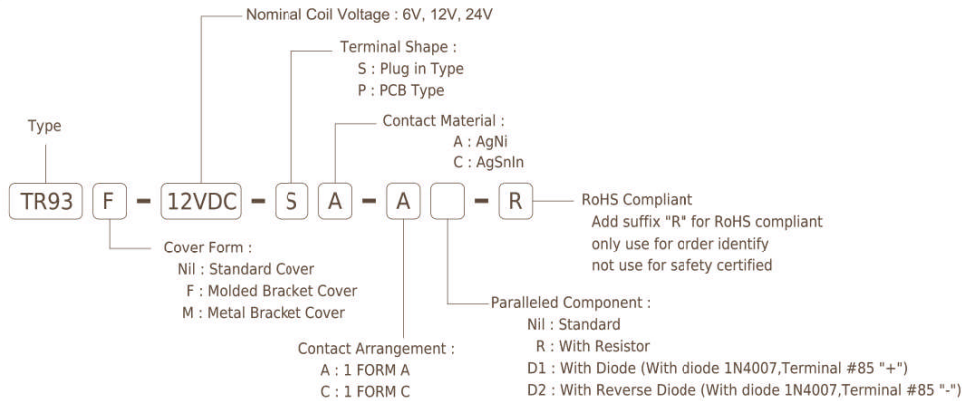 Nominal Coil Voltage : 6V, 12V, 24V
Terminal Shape :
S : Plug in Type
P : PCB Type
Contact Material :
A : AgNi
C : AgSnIn
Type
TR93 F - 12VDC - S A - A - R
RoHS Compliant
Add suffix "R" for RoHS compliant
only use for order identify
not use for safety certified
Cover Form :
Nil : Standard Cover
F : Molded Bracket Cover
M : Metal Bracket Cover
Contact Arrangement :
A : 1 FORM A
C : 1 FORM C
Paralleled Component :
Nil : Standard
R : With Resistor
D1 : With Diode (With diode 1N4007,Terminal #85 "+")
D2 : With Reverse Diode (With diode 1N4007,Terminal #85 "-")